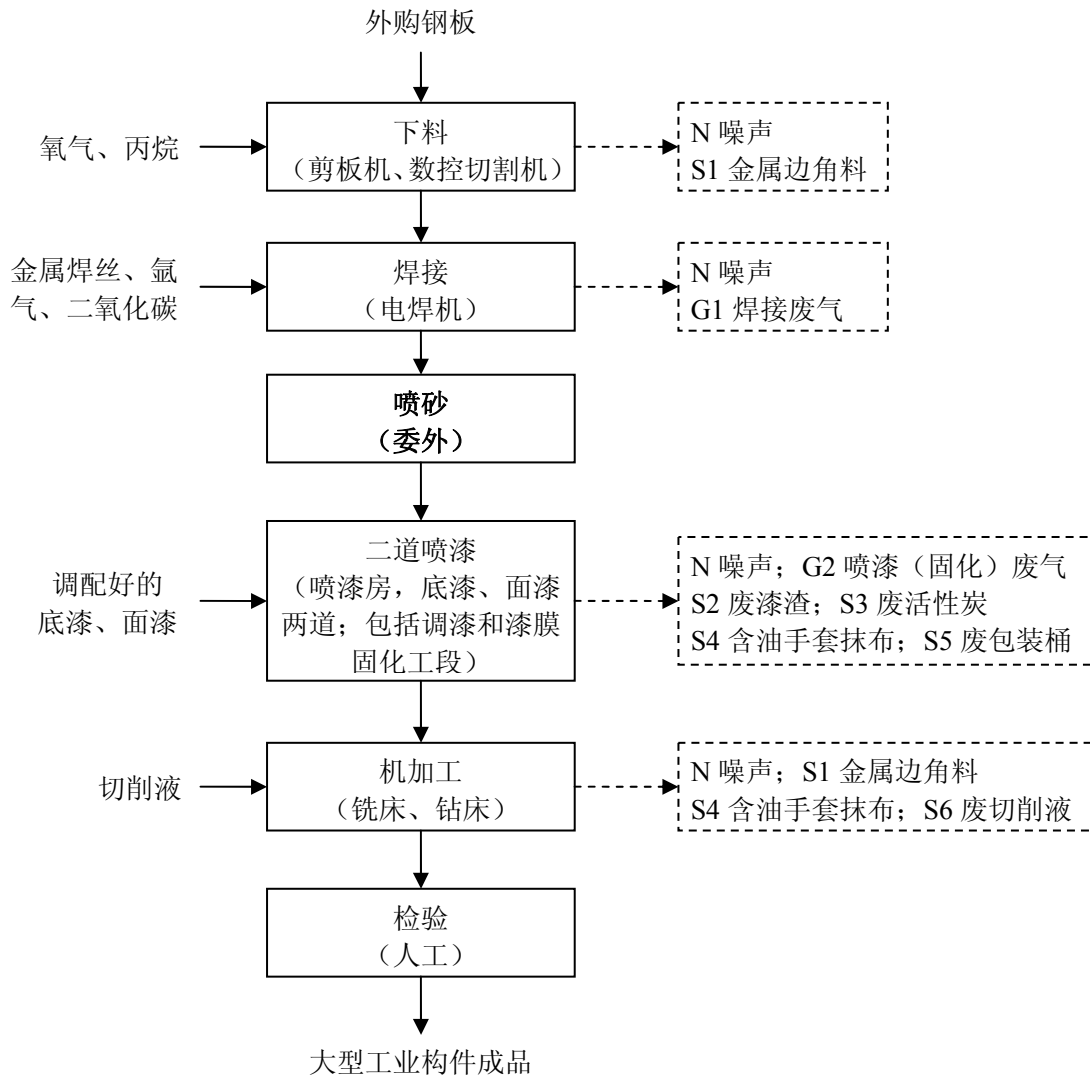 外购钢板
氧气、丙烷
下料
（剪板机、数控切割机）
N 噪声
S1 金属边角料
金属焊丝、氩
气、二氧化碳
焊接
（电焊机）
N 噪声
G1 焊接废气
喷砂
（委外）
调配好的
底漆、面漆
二道喷漆
（喷漆房，底漆、面漆
两道；包括调漆和漆膜
固化工段）
N 噪声；G2 喷漆（固化）废气
S2 废漆渣；S3 废活性炭
S4 含油手套抹布；S5 废包装桶
切削液
机加工
（铣床、钻床）
N 噪声；S1 金属边角料
S4 含油手套抹布；S6 废切削液
检验
（人工）
大型工业构件成品